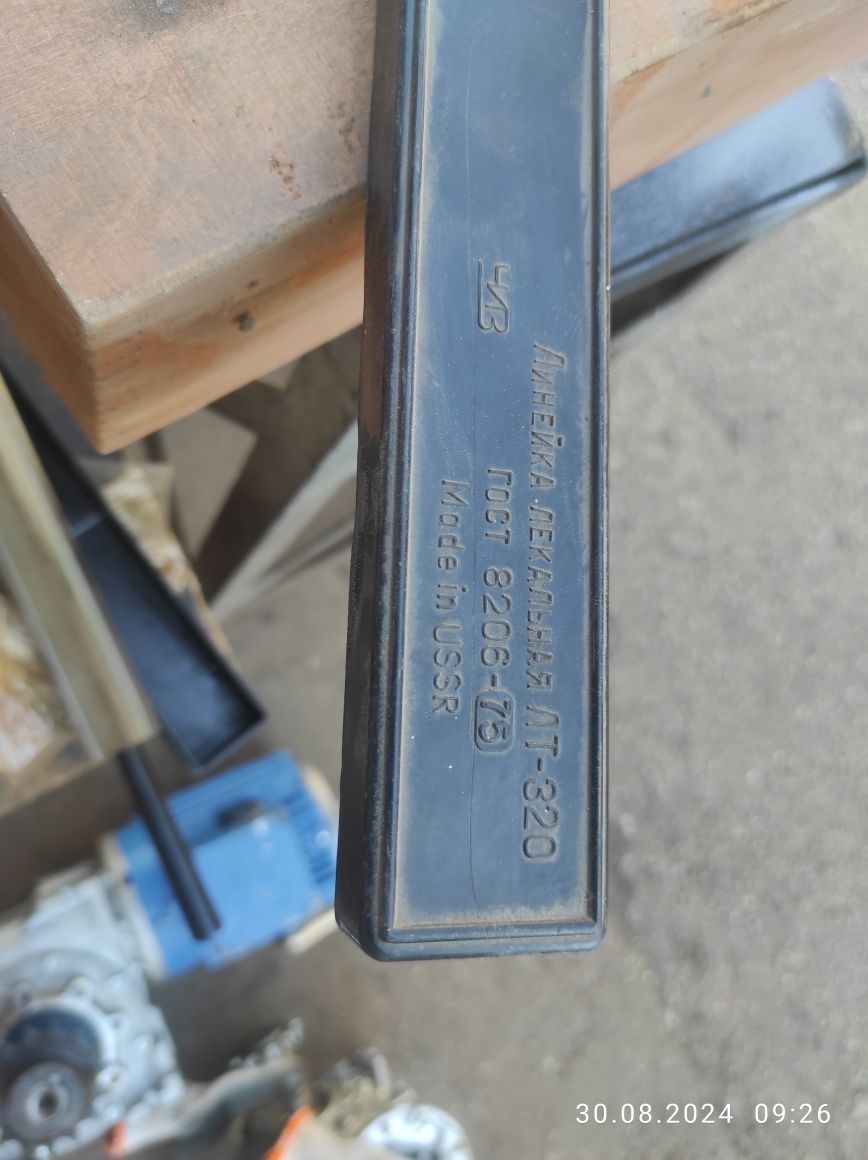 ЧИЗ
Линейка лекальная ЛТ-320
ГОСТ 8206-75
Made in USSR
30.08.2024 09:26